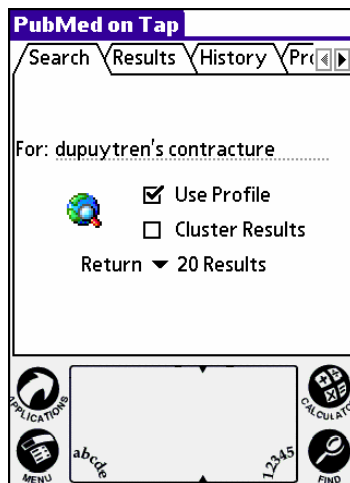 PubMed on Tap
Search Results History Pro
For: dupuytren's contracture
Use Profile
Cluster Results
Return 20 Results
APPLICATIONS
CALCULATOR
MENU
abcde
12345
FIND